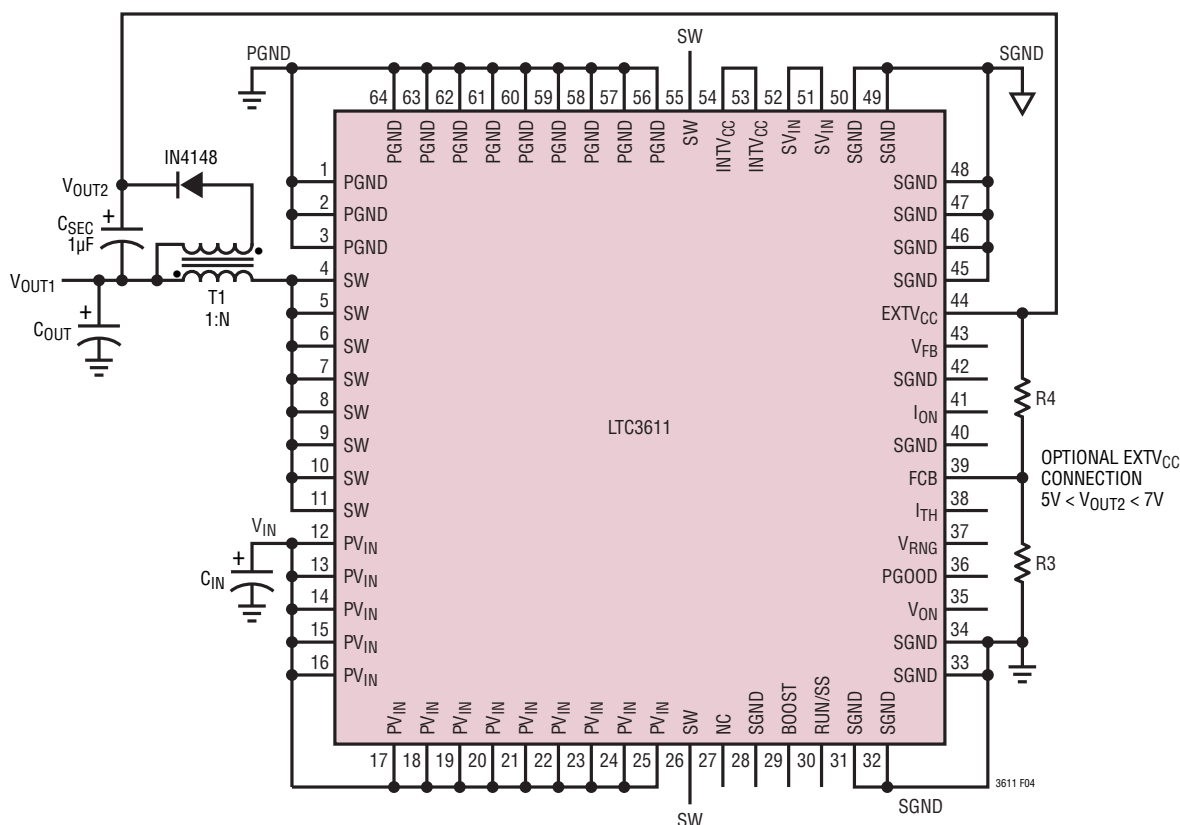 SW
PGND
SGND
64 63 62 61 60 59 58 57 56 55 54 53 52 51 50 49
PGND PGND PGND PGND PGND PGND PGND PGND PGND SW INTVCC INTVCC SVIN SVIN SGND SGND
IN4148
VOUT2
CSEC
1µF
+
VOUT1
T1
1:N
COUT
+
1 PGND
2 PGND
3 PGND
4 SW
5 SW
6 SW
7 SW
8 SW
9 SW
10 SW
11 SW
VIN
12 PVIN
13 PVIN
14 PVIN
15 PVIN
16 PVIN
+
CIN
LTC3611
SGND 48
SGND 47
SGND 46
SGND 45
EXTVCC 44
VFB 43
SGND 42
ION 41
SGND 40
FCB 39
ITH 38
VRNG 37
PGOOD 36
VON 35
SGND 34
SGND 33
R4
OPTIONAL EXTVCC
CONNECTION
5V < VOUT2 < 7V
R3
PVIN PVIN PVIN PVIN PVIN PVIN PVIN PVIN PVIN SW NC SGND BOOST RUN/SS SGND SGND
17 18 19 20 21 22 23 24 25 26 27 28 29 30 31 32
3611 F04
SGND
SW